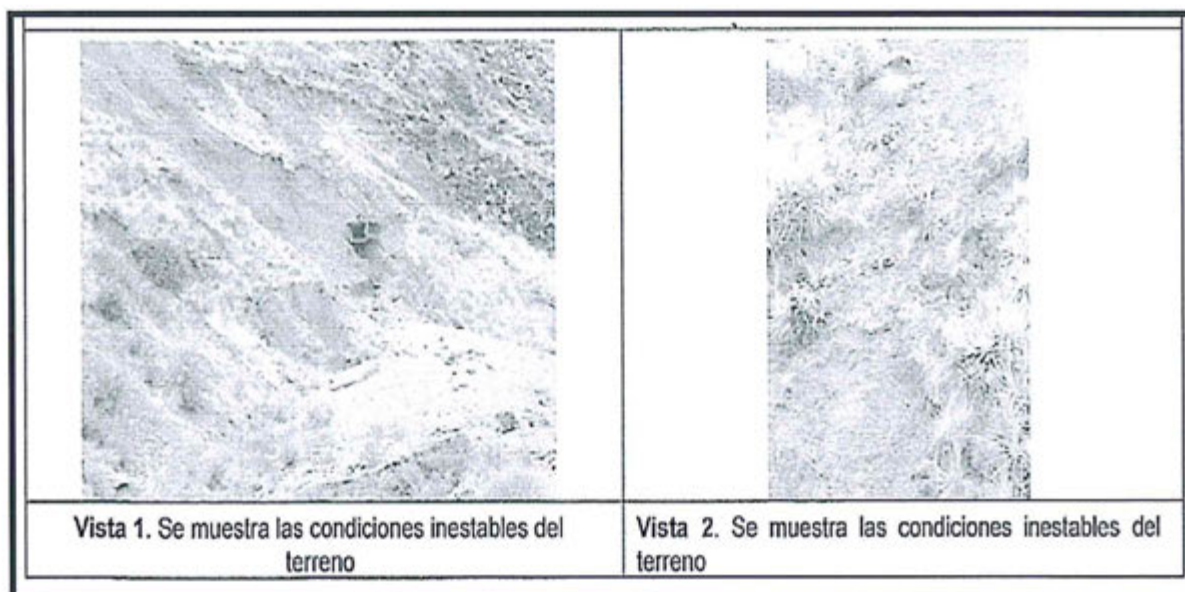 Vista 1. Se muestra las condiciones inestables del
terreno
Vista 2. Se muestra las condiciones inestables del
terreno